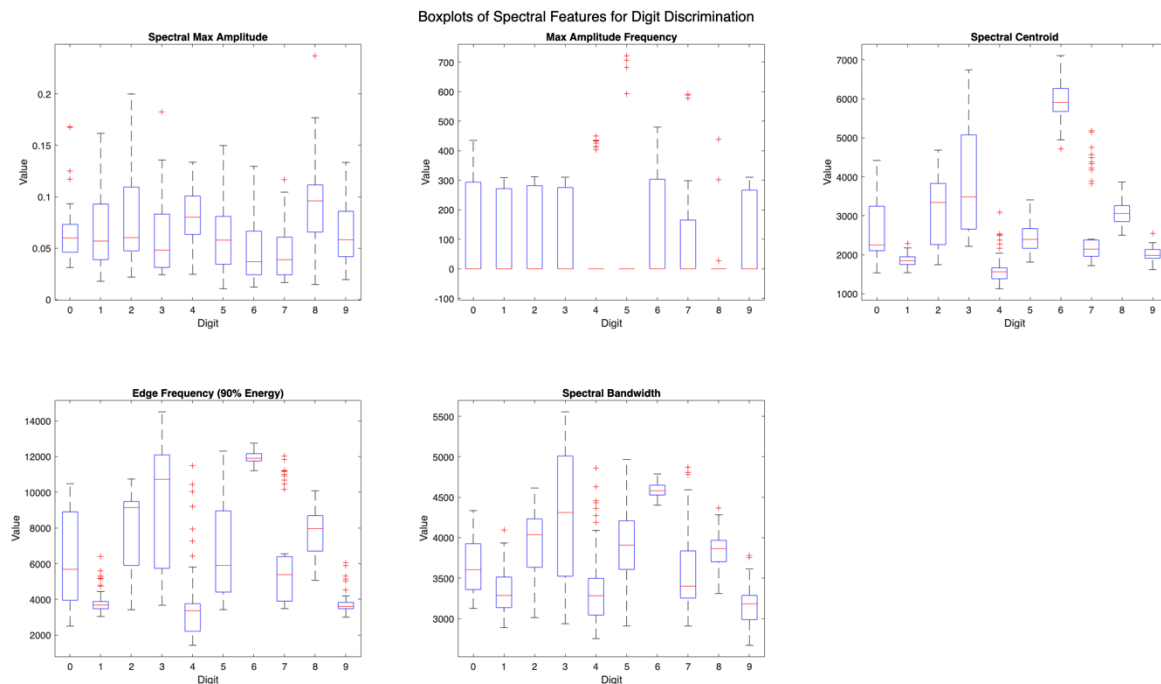 Boxplots of Spectral Features for Digit Discrimination
Spectral Max Amplitude
Value
0.2
0.15
0.1
0.05
0
0 1 2 3 4 5 6 7 8 9
Digit
Max Amplitude Frequency
Value
700
600
500
400
300
200
100
0
-100
0 1 2 3 4 5 6 7 8 9
Digit
Spectral Centroid
Value
7000
6000
5000
4000
3000
2000
1000
0 1 2 3 4 5 6 7 8 9
Digit
Edge Frequency (90% Energy)
Value
14000
12000
10000
8000
6000
4000
2000
0 1 2 3 4 5 6 7 8 9
Digit
Spectral Bandwidth
Value
5500
5000
4500
4000
3500
3000
0 1 2 3 4 5 6 7 8 9
Digit